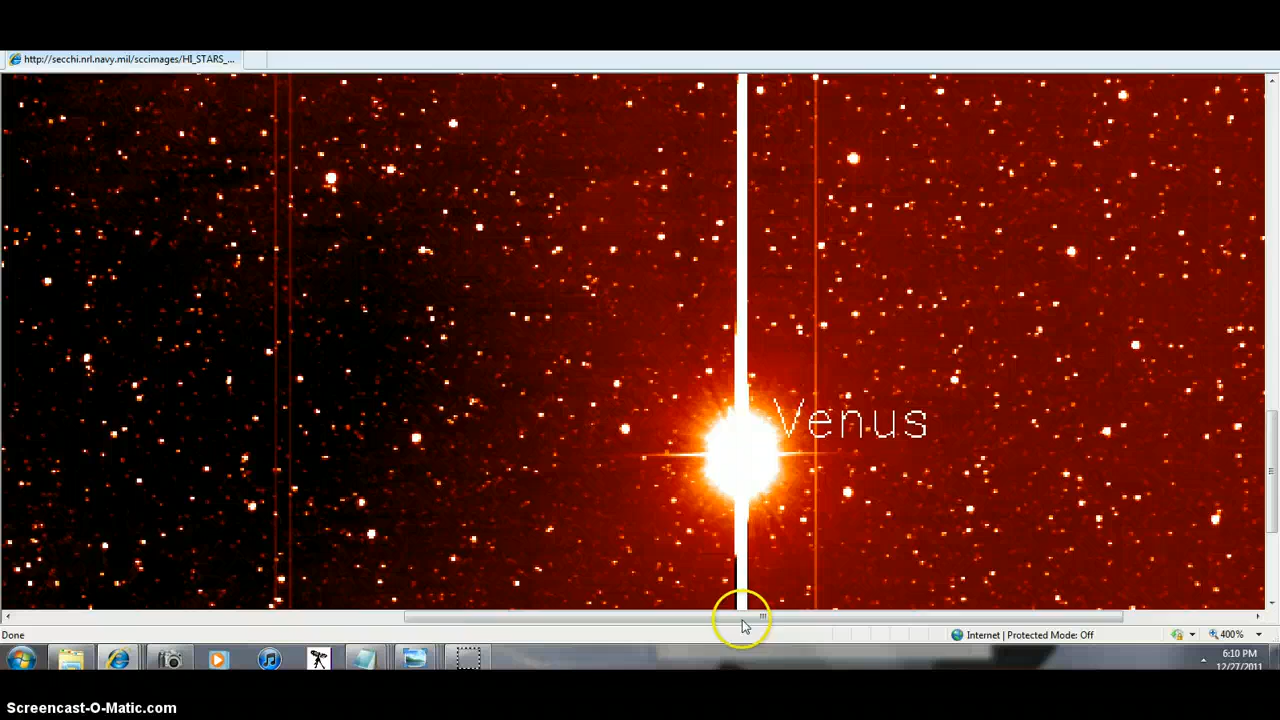 http://secchi.nrl.navy.mil/sccimages/HI_STARS_...
Venus
Done
Internet | Protected Mode: Off
400%
6:10 PM
12/27/2011
Screencast-O-Matic.com